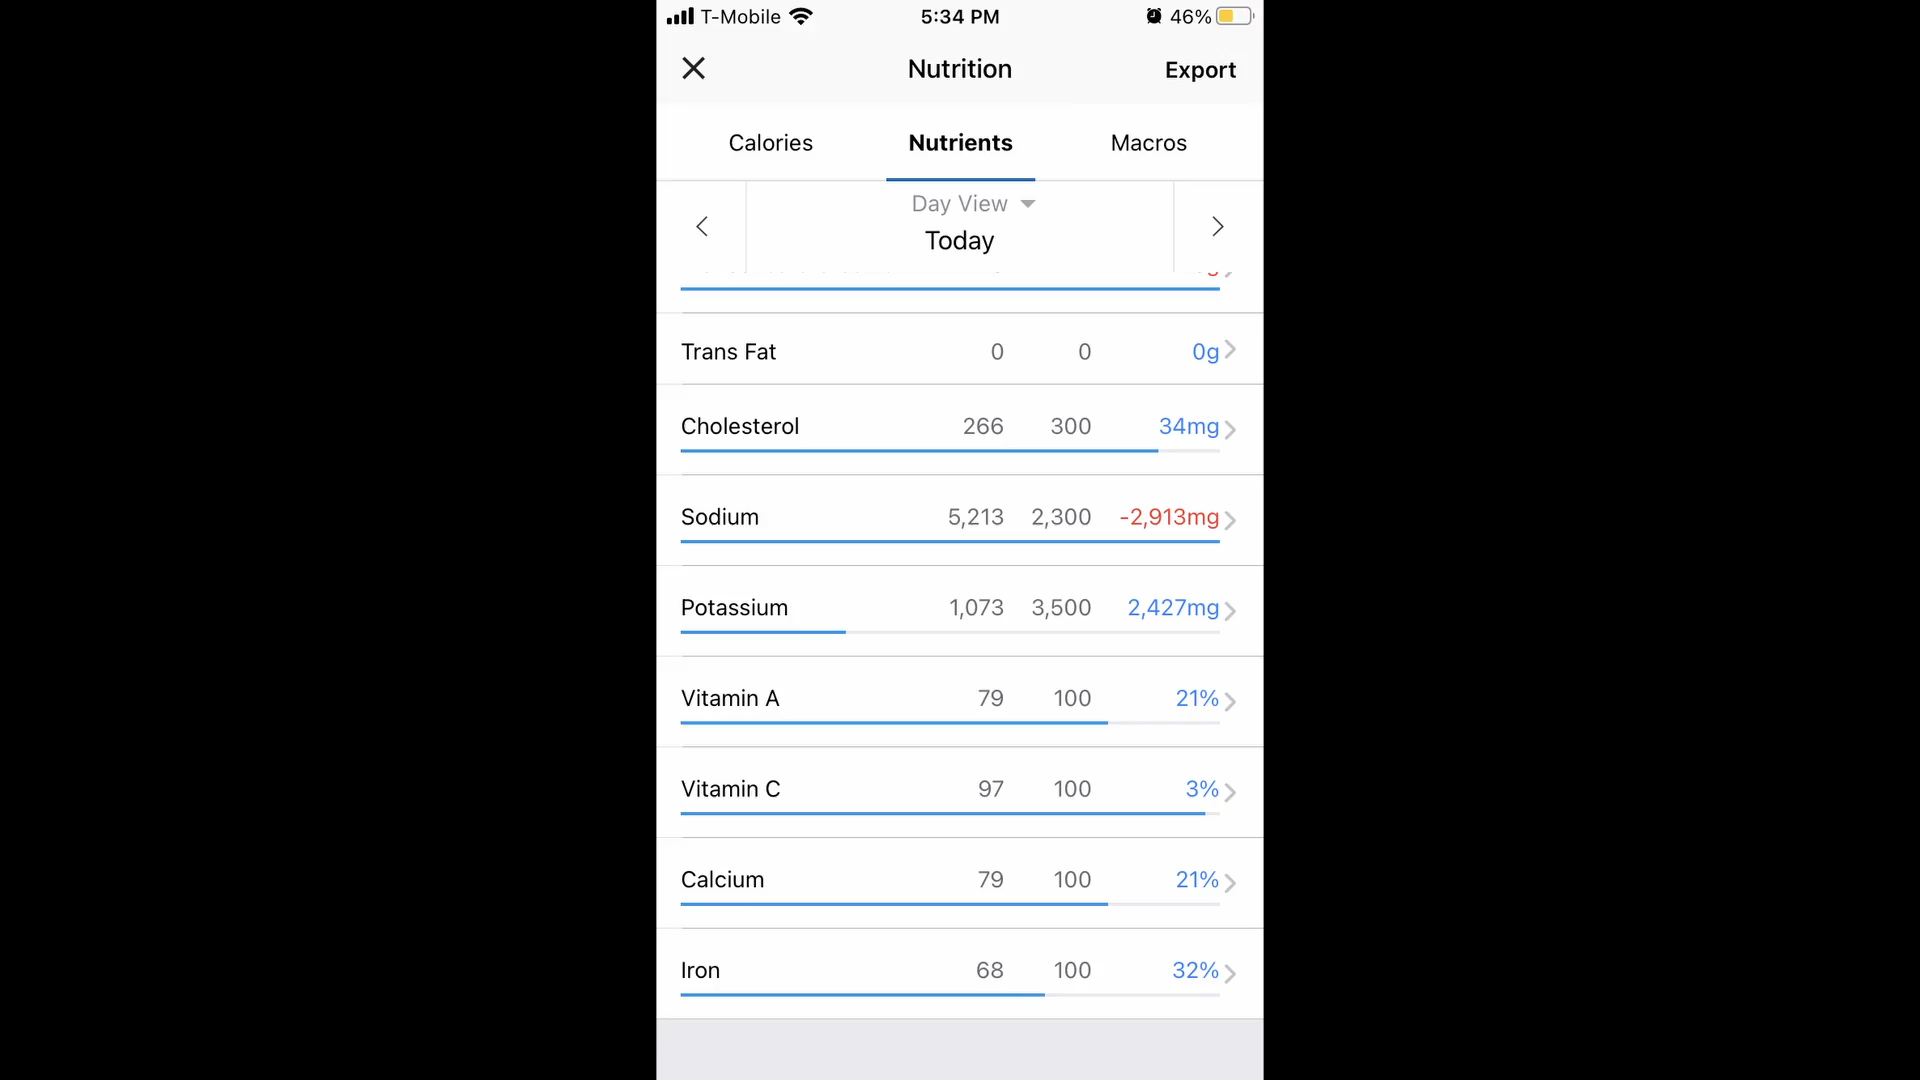 T-Mobile 5:34 PM 46%
Nutrition Export
Calories Nutrients Macros
Day View
Today
Trans Fat 0 0 0g
Cholesterol 266 300 34mg
Sodium 5,213 2,300 -2,913mg
Potassium 1,073 3,500 2,427mg
Vitamin A 79 100 21%
Vitamin C 97 100 3%
Calcium 79 100 21%
Iron 68 100 32%